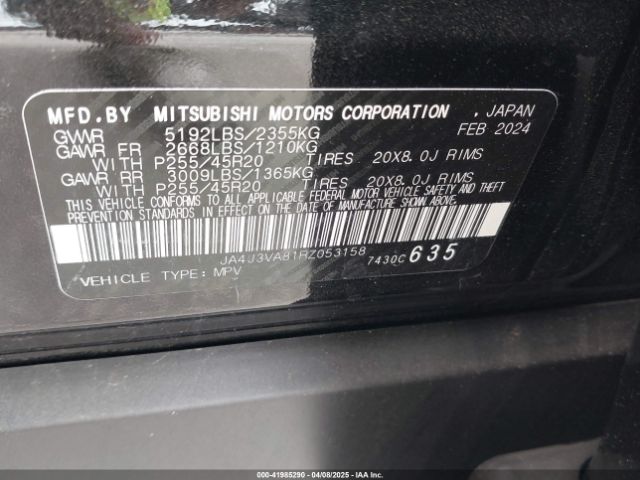 MFD.BY MITSUBISHI MOTORS CORPORATION , JAPAN
GVWR 5192LBS/2355KG FEB 2024
GAWR FR 2668LBS/1210KG
WITH P255/45R20 TIRES 20X8.0J RIMS
GAWR RR 3009LBS/1365KG
WITH P255/45R20 TIRES 20X8.0J RIMS
THIS VEHICLE CONFORMS TO ALL APPLICABLE FEDERAL MOTOR VEHICLE SAFETY AND THEFT
PREVENTION STANDARDS IN EFFECT ON THE DATE OF MANUFACTURE SHOWN ABOVE.
JA4J3VA81RZ053158
7430C 635
VEHICLE TYPE: MPV
000-41985290 04/08/2025 IAA Inc.